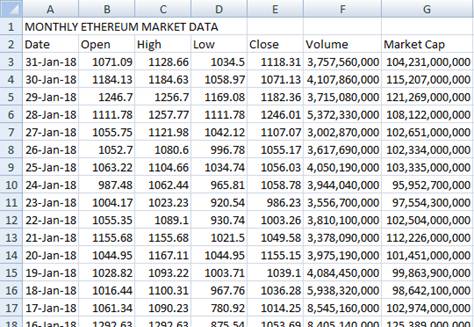 A B C D E F G
1 MONTHLY ETHEREUM MARKET DATA
2 Date Open High Low Close Volume Market Cap
3 31-Jan-18 1071.09 1128.66 1034.5 1118.31 3,757,560,000 104,231,000,000
4 30-Jan-18 1184.13 1184.63 1058.97 1071.13 4,107,860,000 115,207,000,000
5 29-Jan-18 1246.7 1256.7 1169.08 1182.36 3,715,080,000 121,269,000,000
6 28-Jan-18 1111.78 1257.77 1111.78 1246.01 5,372,330,000 108,122,000,000
7 27-Jan-18 1055.75 1121.98 1042.12 1107.07 3,002,870,000 102,651,000,000
8 26-Jan-18 1052.7 1080.6 996.78 1055.17 3,617,690,000 102,334,000,000
9 25-Jan-18 1063.22 1104.66 1034.74 1056.03 4,050,190,000 103,335,000,000
10 24-Jan-18 987.48 1062.44 965.81 1058.78 3,944,040,000 95,952,700,000
11 23-Jan-18 1004.17 1023.23 920.54 986.23 3,556,700,000 97,554,300,000
12 22-Jan-18 1055.35 1089.1 930.74 1003.26 3,810,100,000 102,504,000,000
13 21-Jan-18 1155.68 1155.68 1021.5 1049.58 3,378,090,000 112,226,000,000
14 20-Jan-18 1044.95 1167.11 1044.95 1155.15 3,975,190,000 101,451,000,000
15 19-Jan-18 1028.82 1093.22 1003.71 1039.1 4,084,450,000 99,863,900,000
16 18-Jan-18 1016.44 1100.31 967.76 1036.28 5,938,320,000 98,642,100,000
17 17-Jan-18 1061.34 1090.23 780.92 1014.25 8,545,160,000 102,974,000,000
18 16-Jan-18 1292.63 1292.63 875.54 1053.69 8,405,140,000 125,389,000,000